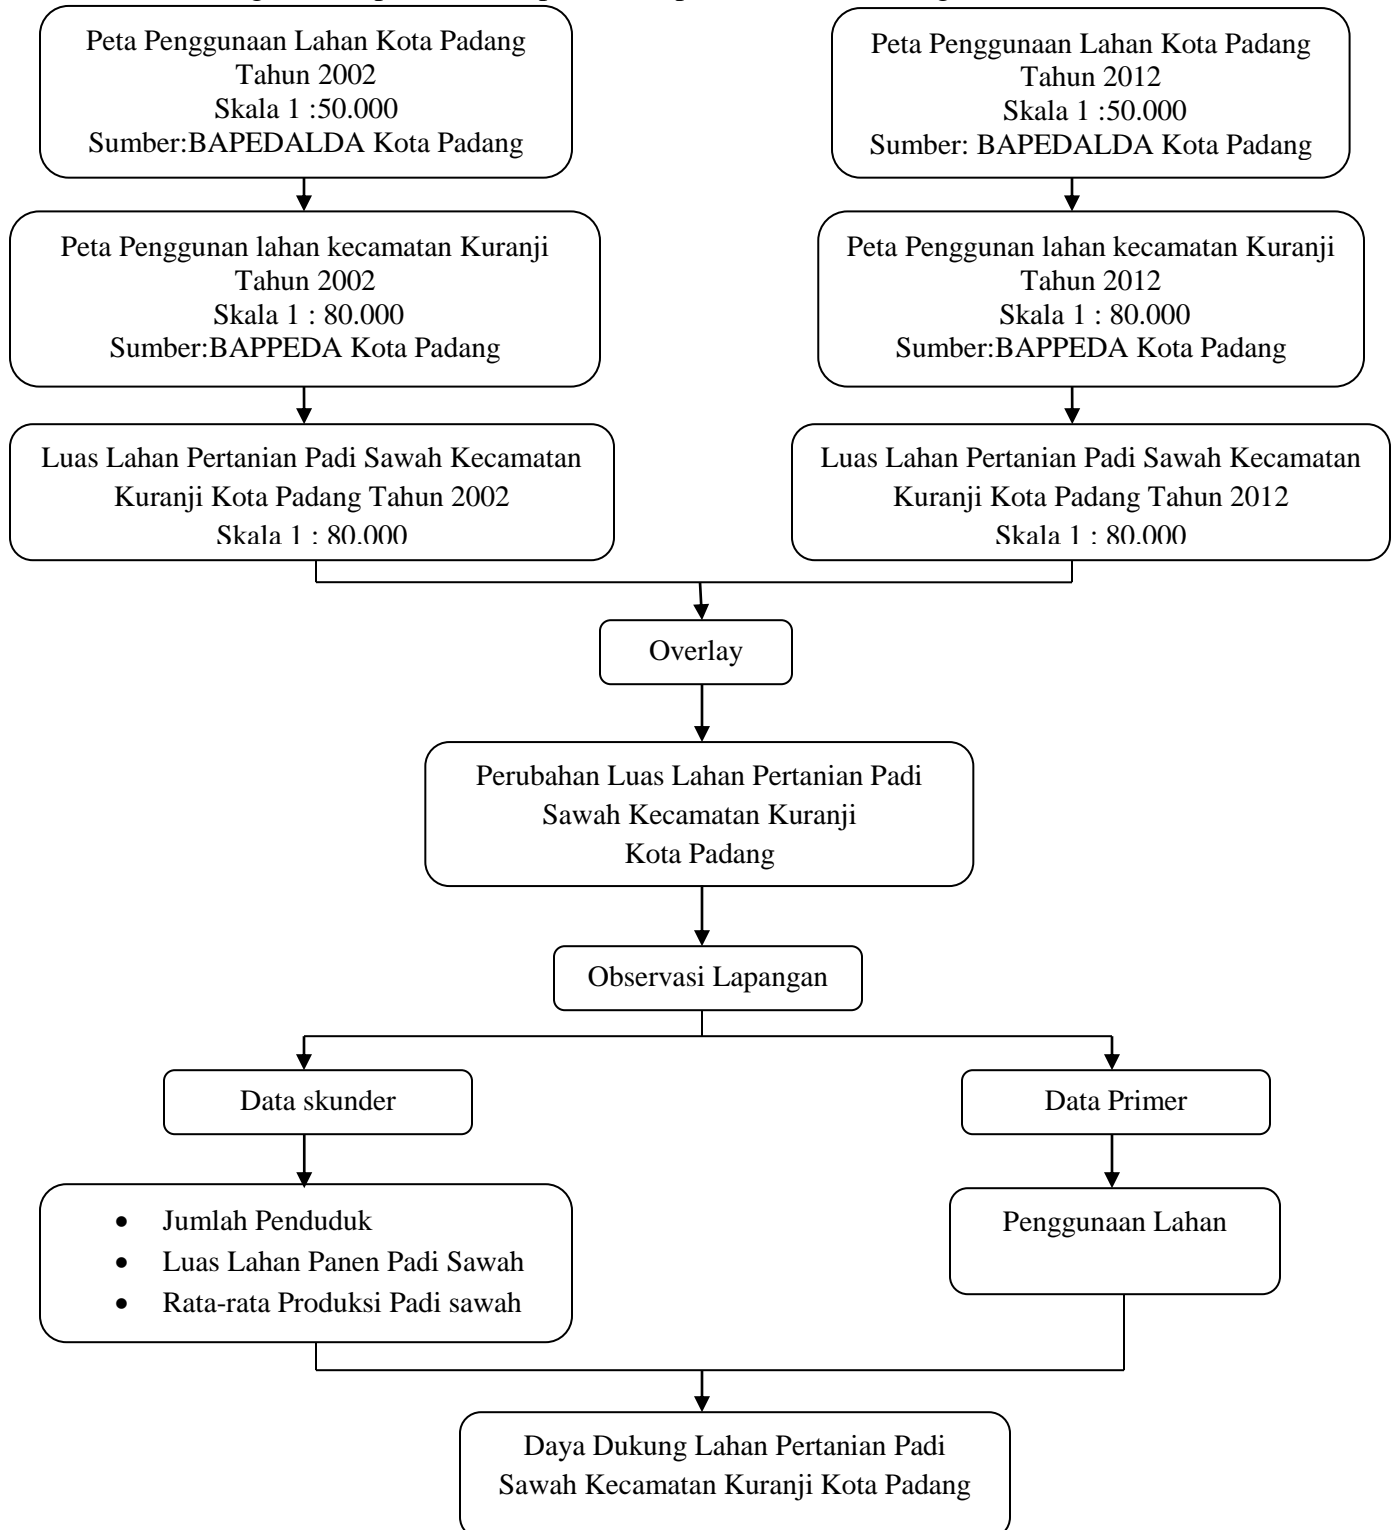 Peta Penggunaan Lahan Kota Padang
Tahun 2002
Skala 1 :50.000
Sumber:BAPEDALDA Kota Padang
Peta Penggunaan Lahan Kota Padang
Tahun 2012
Skala 1 :50.000
Sumber: BAPEDALDA Kota Padang
Peta Penggunan lahan kecamatan Kuranji
Tahun 2002
Skala 1 : 80.000
Sumber:BAPPEDA Kota Padang
Peta Penggunan lahan kecamatan Kuranji
Tahun 2012
Skala 1 : 80.000
Sumber:BAPPEDA Kota Padang
Luas Lahan Pertanian Padi Sawah Kecamatan
Kuranji Kota Padang Tahun 2002
Skala 1 : 80.000
Luas Lahan Pertanian Padi Sawah Kecamatan
Kuranji Kota Padang Tahun 2012
Skala 1 : 80.000
Overlay
Perubahan Luas Lahan Pertanian Padi
Sawah Kecamatan Kuranji
Kota Padang
Observasi Lapangan
Data skunder
Data Primer
• Jumlah Penduduk
• Luas Lahan Panen Padi Sawah
• Rata-rata Produksi Padi sawah
Penggunaan Lahan
Daya Dukung Lahan Pertanian Padi
Sawah Kecamatan Kuranji Kota Padang